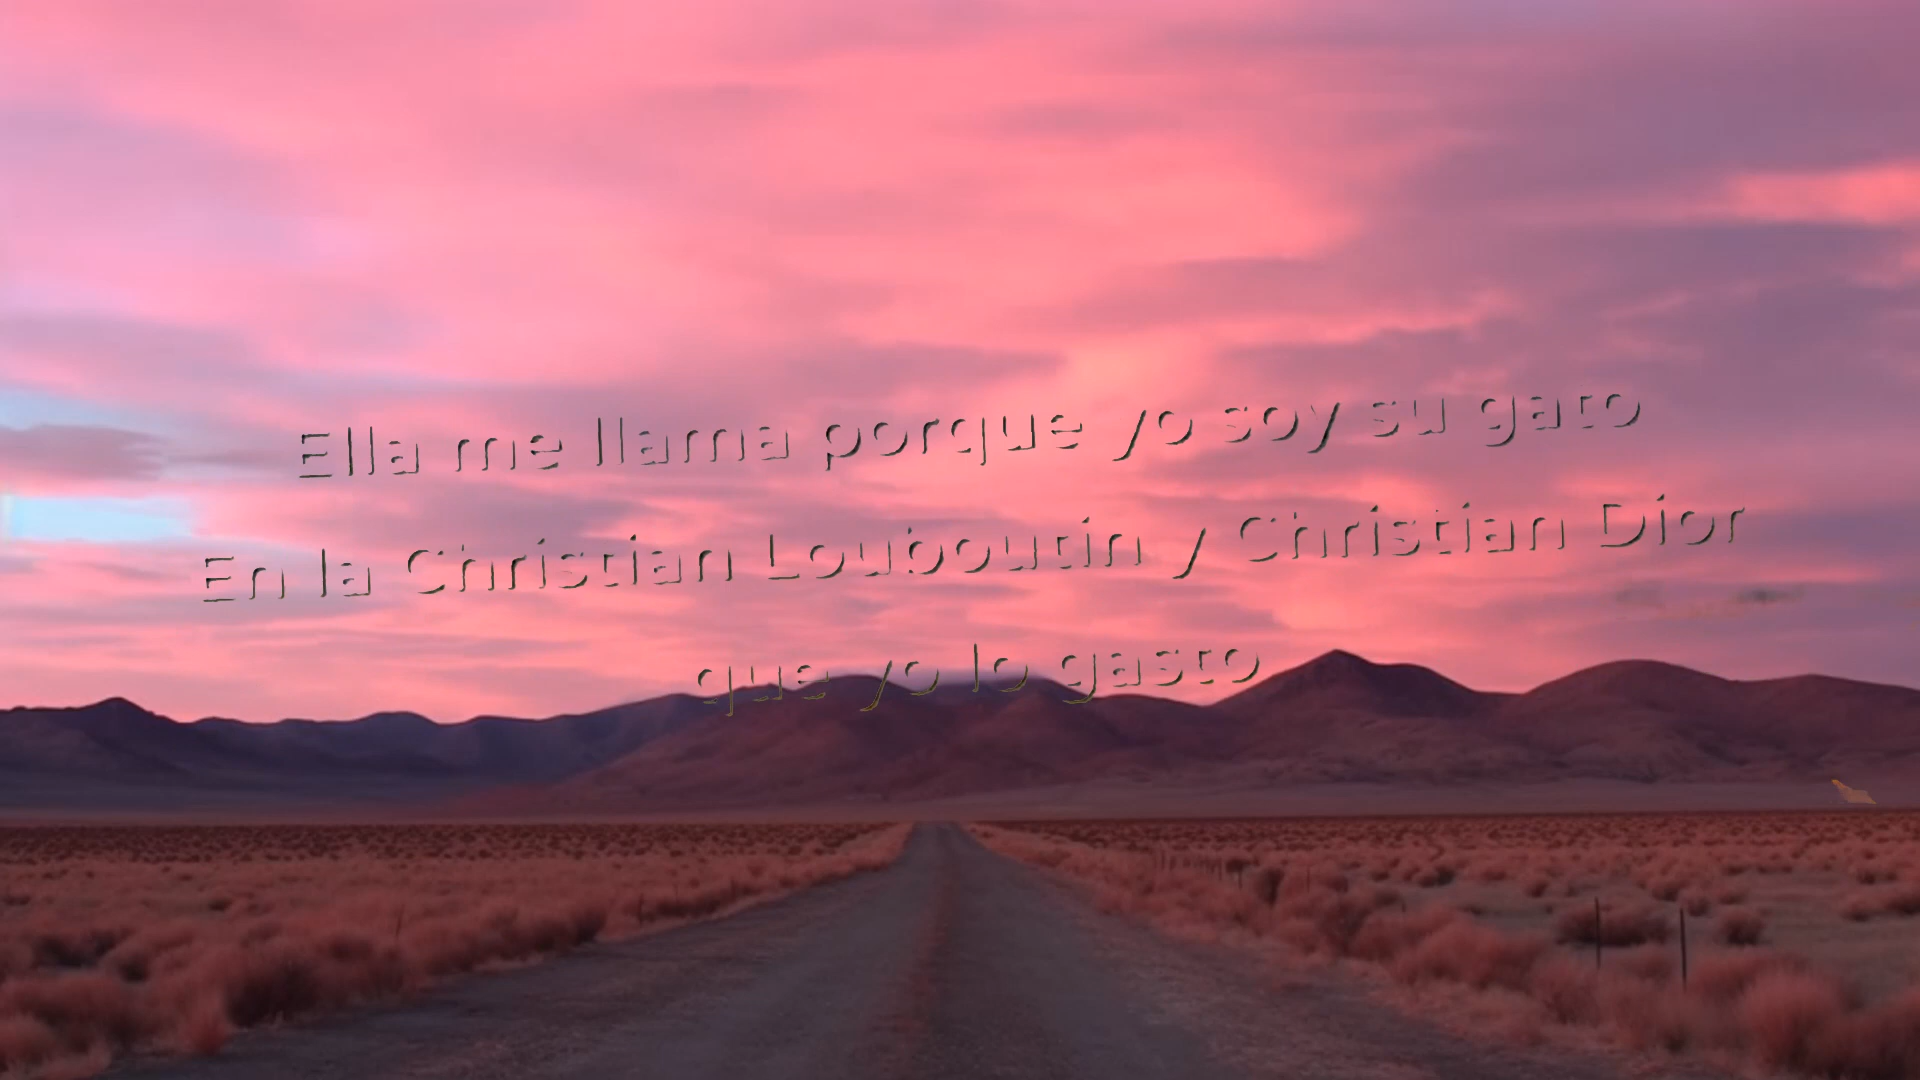 Ella me llama porque yo soy su gato
En la Christian Louboutin y Christian Dior
que yo lo gasto